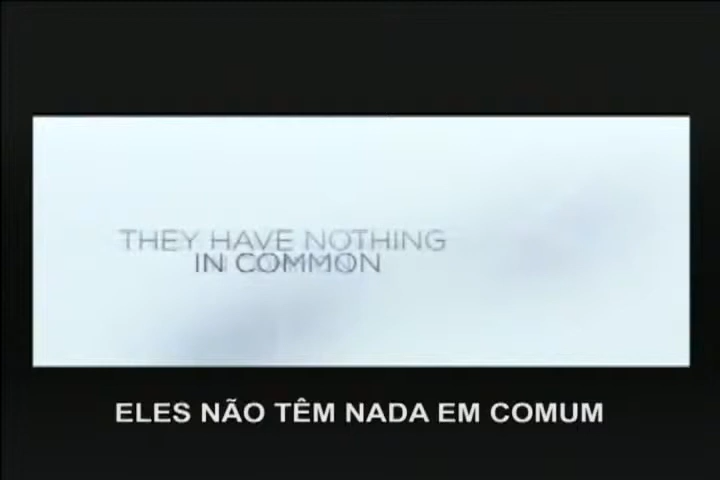 THEY HAVE NOTHING
IN COMMON
ELES NÃO TÊM NADA EM COMUM